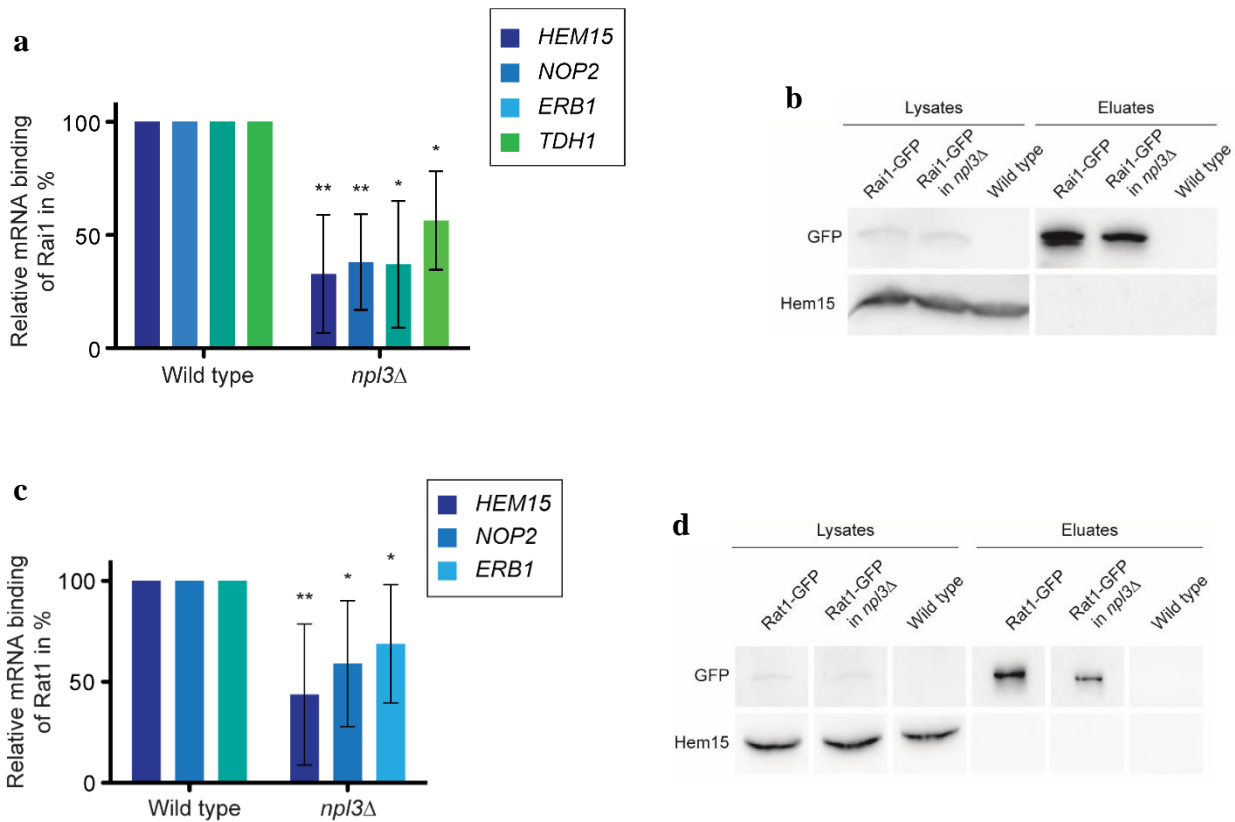 a
HEM15
NOP2
ERB1
TDH1
Relative mRNA binding
of Rai1 in %
100
50
0
** ** * *
Wild type npl3Δ
b
Lysates Eluates
Rai1-GFP
Rai1-GFP
in npl3Δ
Wild type
Rai1-GFP
Rai1-GFP
in npl3Δ
Wild type
GFP
Hem15
c
HEM15
NOP2
ERB1
Relative mRNA binding
of Rat1 in %
100
50
0
** * *
Wild type npl3Δ
d
Lysates Eluates
Rat1-GFP
Rat1-GFP
in npl3Δ
Wild type
Rat1-GFP
Rat1-GFP
in npl3Δ
Wild type
GFP
Hem15